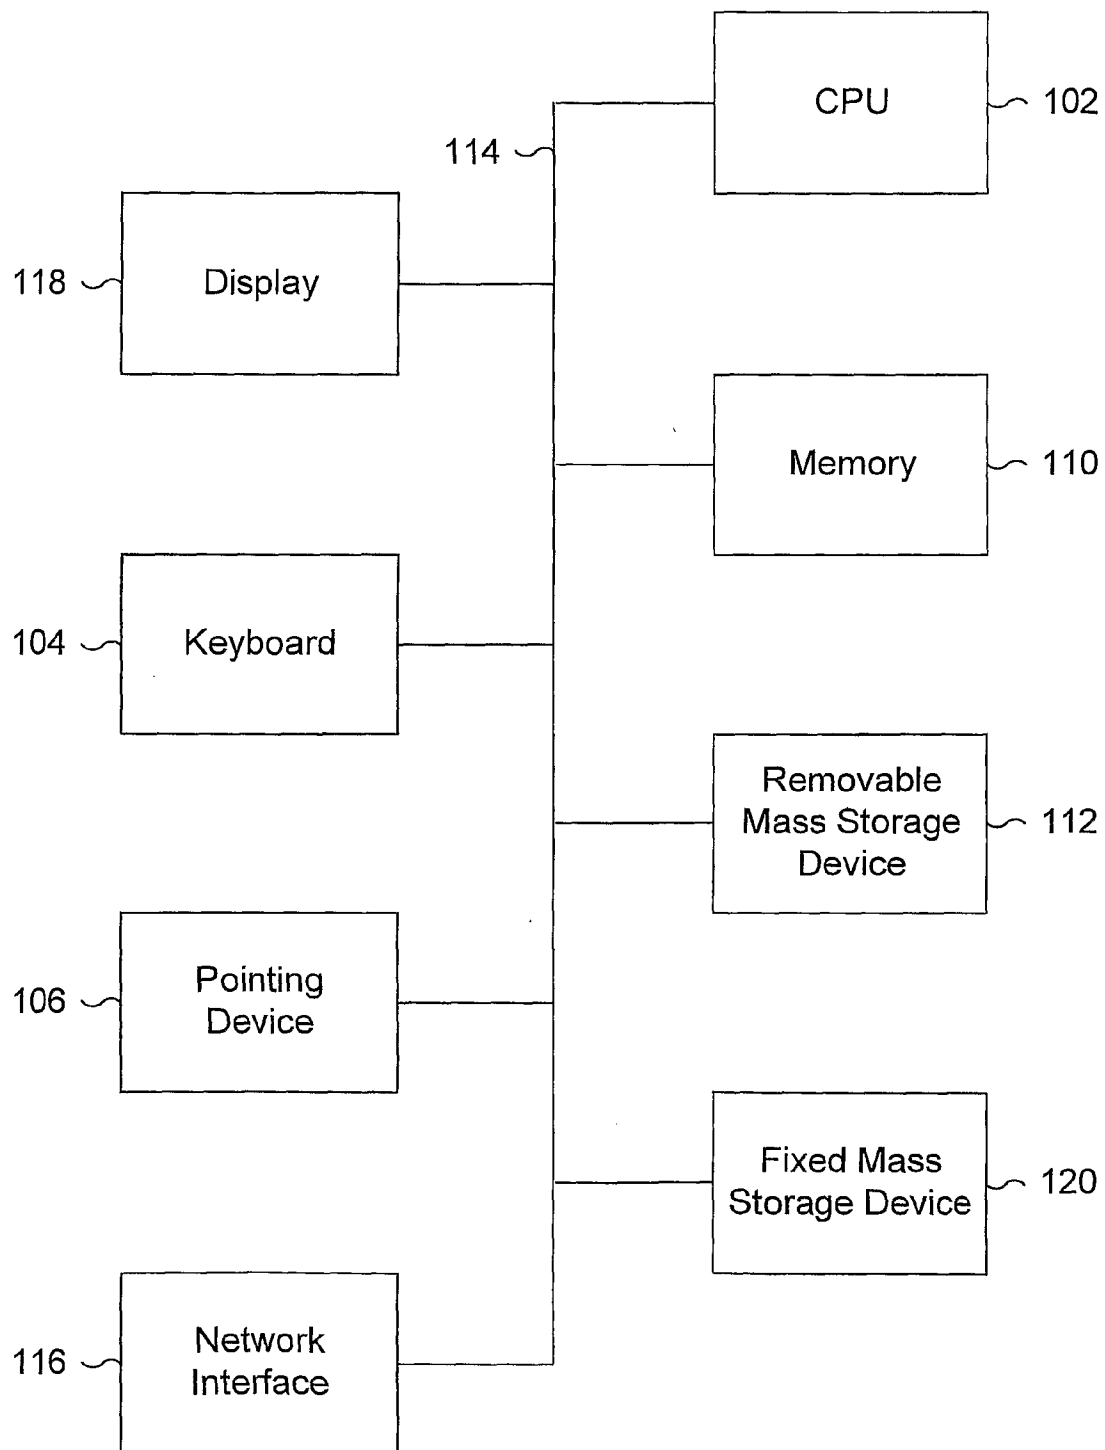 CPU
102
114
118
Display
Memory
110
104
Keyboard
Removable
Mass Storage
Device
112
106
Pointing
Device
Fixed Mass
Storage Device
120
116
Network
Interface